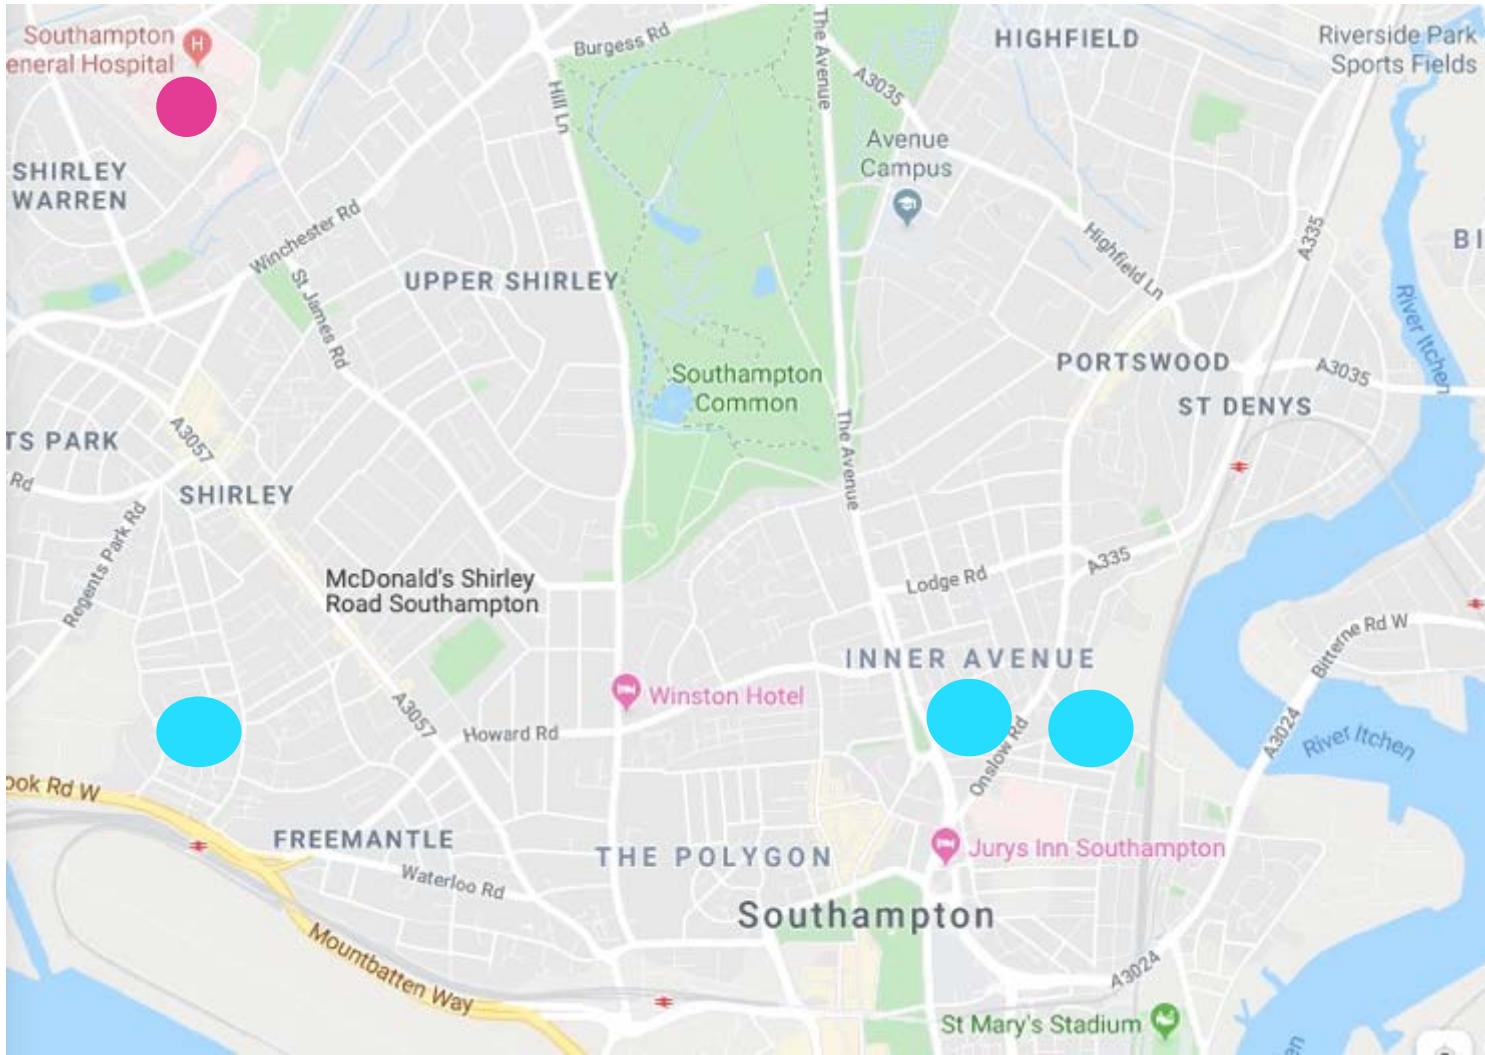 Southampton
eneral Hospital
H
Burgess Rd
The Avenue
HIGHFIELD
Riverside Park
Sports Fields
Hill Ln
A3035
Avenue
Campus
SHIRLEY
WARREN
Winchester Rd
St James Rd
UPPER SHIRLEY
Highfield Ln
A335
BI
River Itchen
Southampton
Common
PORTSWOOD
A3035
ST DENYS
TS PARK
A3057
The Avenue
Rd
SHIRLEY
Regents Park Rd
McDonald's Shirley
Road Southampton
Lodge Rd
A335
Bitterne Rd W
INNER AVENUE
Winston Hotel
A3057
Howard Rd
Onslow Rd
A3024
River Itchen
ook Rd W
FREEMANTLE
THE POLYGON
Jurys Inn Southampton
Waterloo Rd
Southampton
Mountbatten Way
A3024
St Mary's Stadium
en